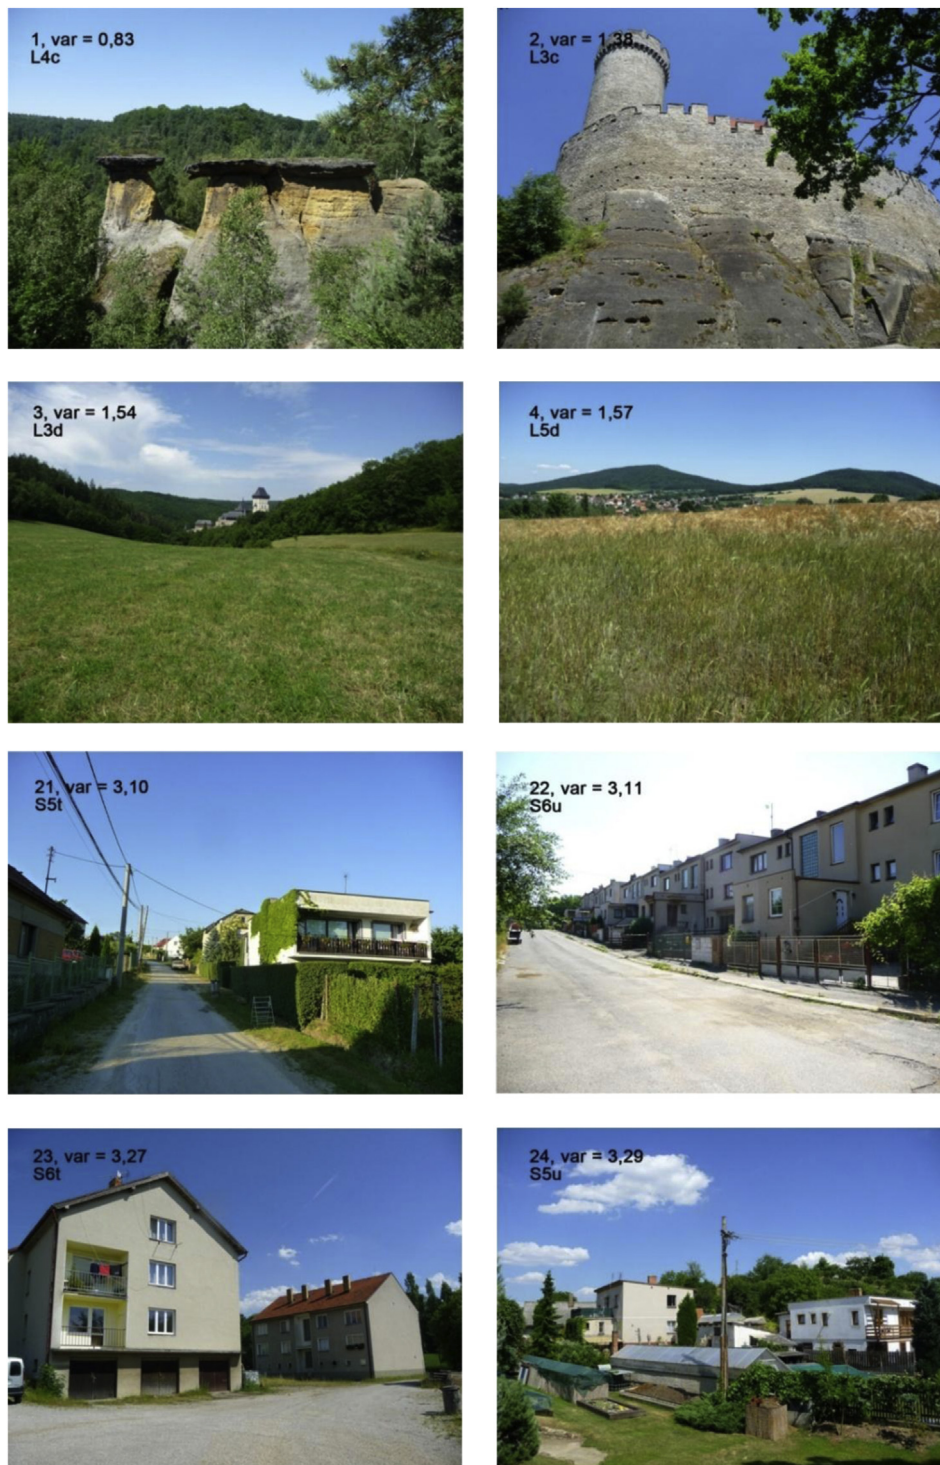 1, var = 0,83
L4c
2, var = 1,38
L3c
3, var = 1,54
L3d
4, var = 1,57
L5d
21, var = 3,10
S5t
22, var = 3,11
S6u
23, var = 3,27
S6t
24, var = 3,29
S5u